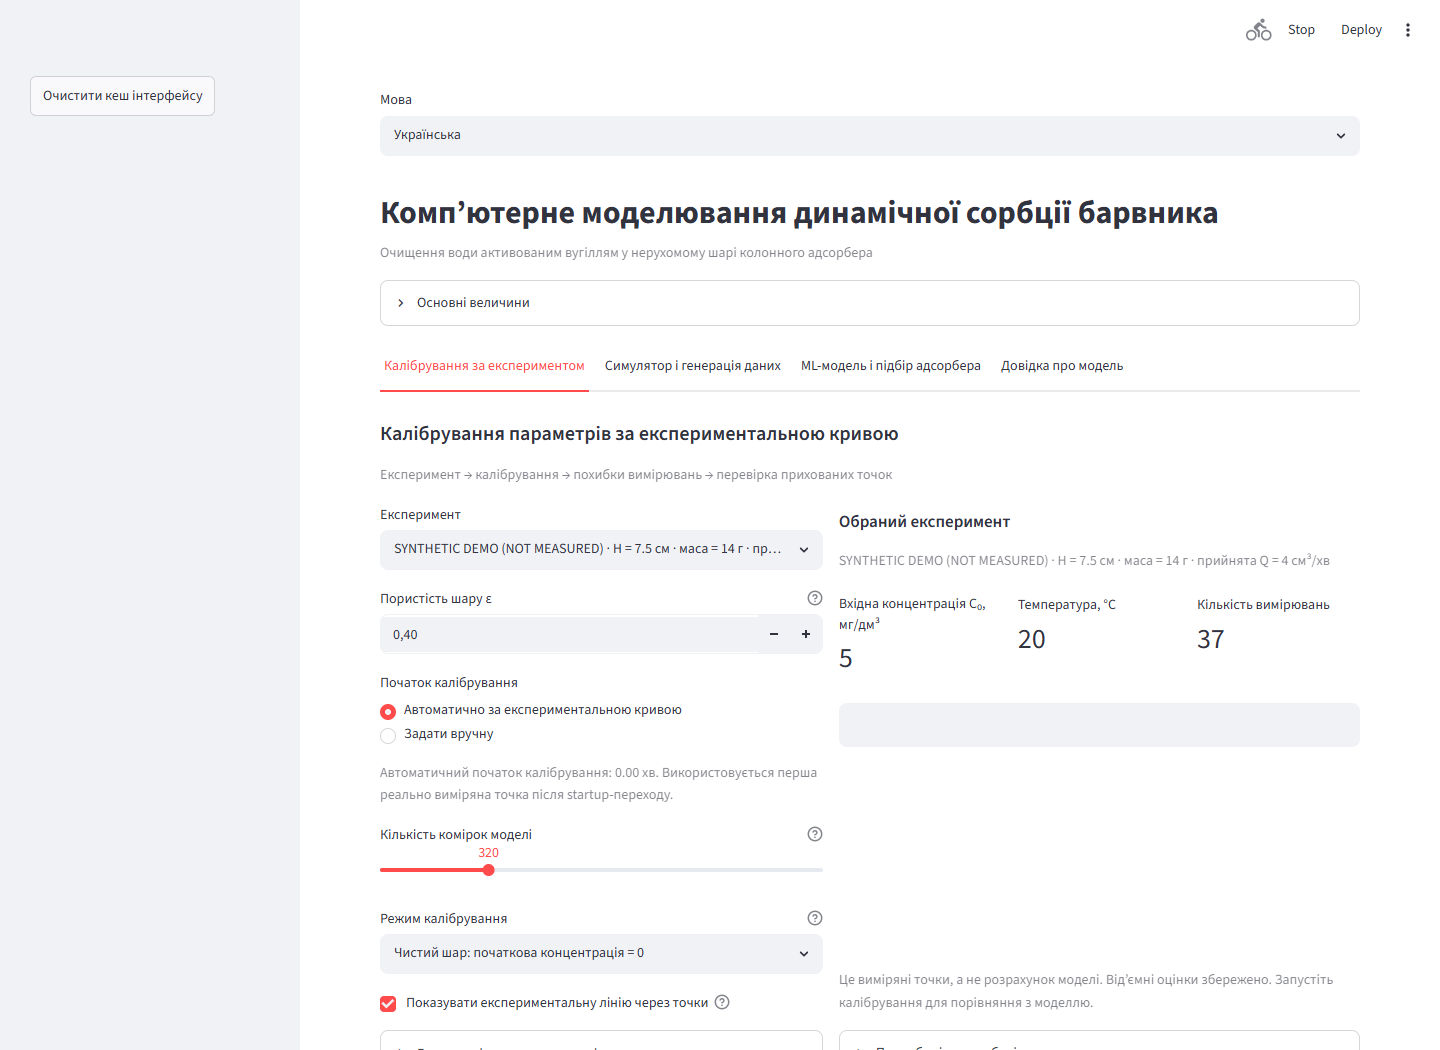 Stop
Deploy
Очистити кеш інтерфейсу
Мова
Українська
Комп’ютерне моделювання динамічної сорбції барвника
Очищення води активованим вугіллям у нерухомому шарі колонного адсорбера
Основні величини
Калібрування за експериментом
Симулятор і генерація даних
ML-модель і підбір адсорбера
Довідка про модель
Калібрування параметрів за експериментальною кривою
Експеримент → калібрування → похибки вимірювань → перевірка прихованих точок
Експеримент
SYNTHETIC DEMO (NOT MEASURED) · H = 7.5 см · маса = 14 г · пр...
Пористість шару ε
0,40
Початок калібрування
Автоматично за експериментальною кривою
Задати вручну
Автоматичний початок калібрування: 0.00 хв. Використовується перша
реально виміряна точка після startup-переходу.
Кількість комірок моделі
320
Режим калібрування
Чистий шар: початкова концентрація = 0
Показувати експериментальну лінію через точки
Обраний експеримент
SYNTHETIC DEMO (NOT MEASURED) · H = 7.5 см · маса = 14 г · прийнята Q = 4 см³/хв
Вхідна концентрація C₀,
мг/дм³
5
Температура, °C
20
Кількість вимірювань
37
Це виміряні точки, а не розрахунок моделі. Від’ємні оцінки збережено. Запустіть
калібрування для порівняння з моделлю.